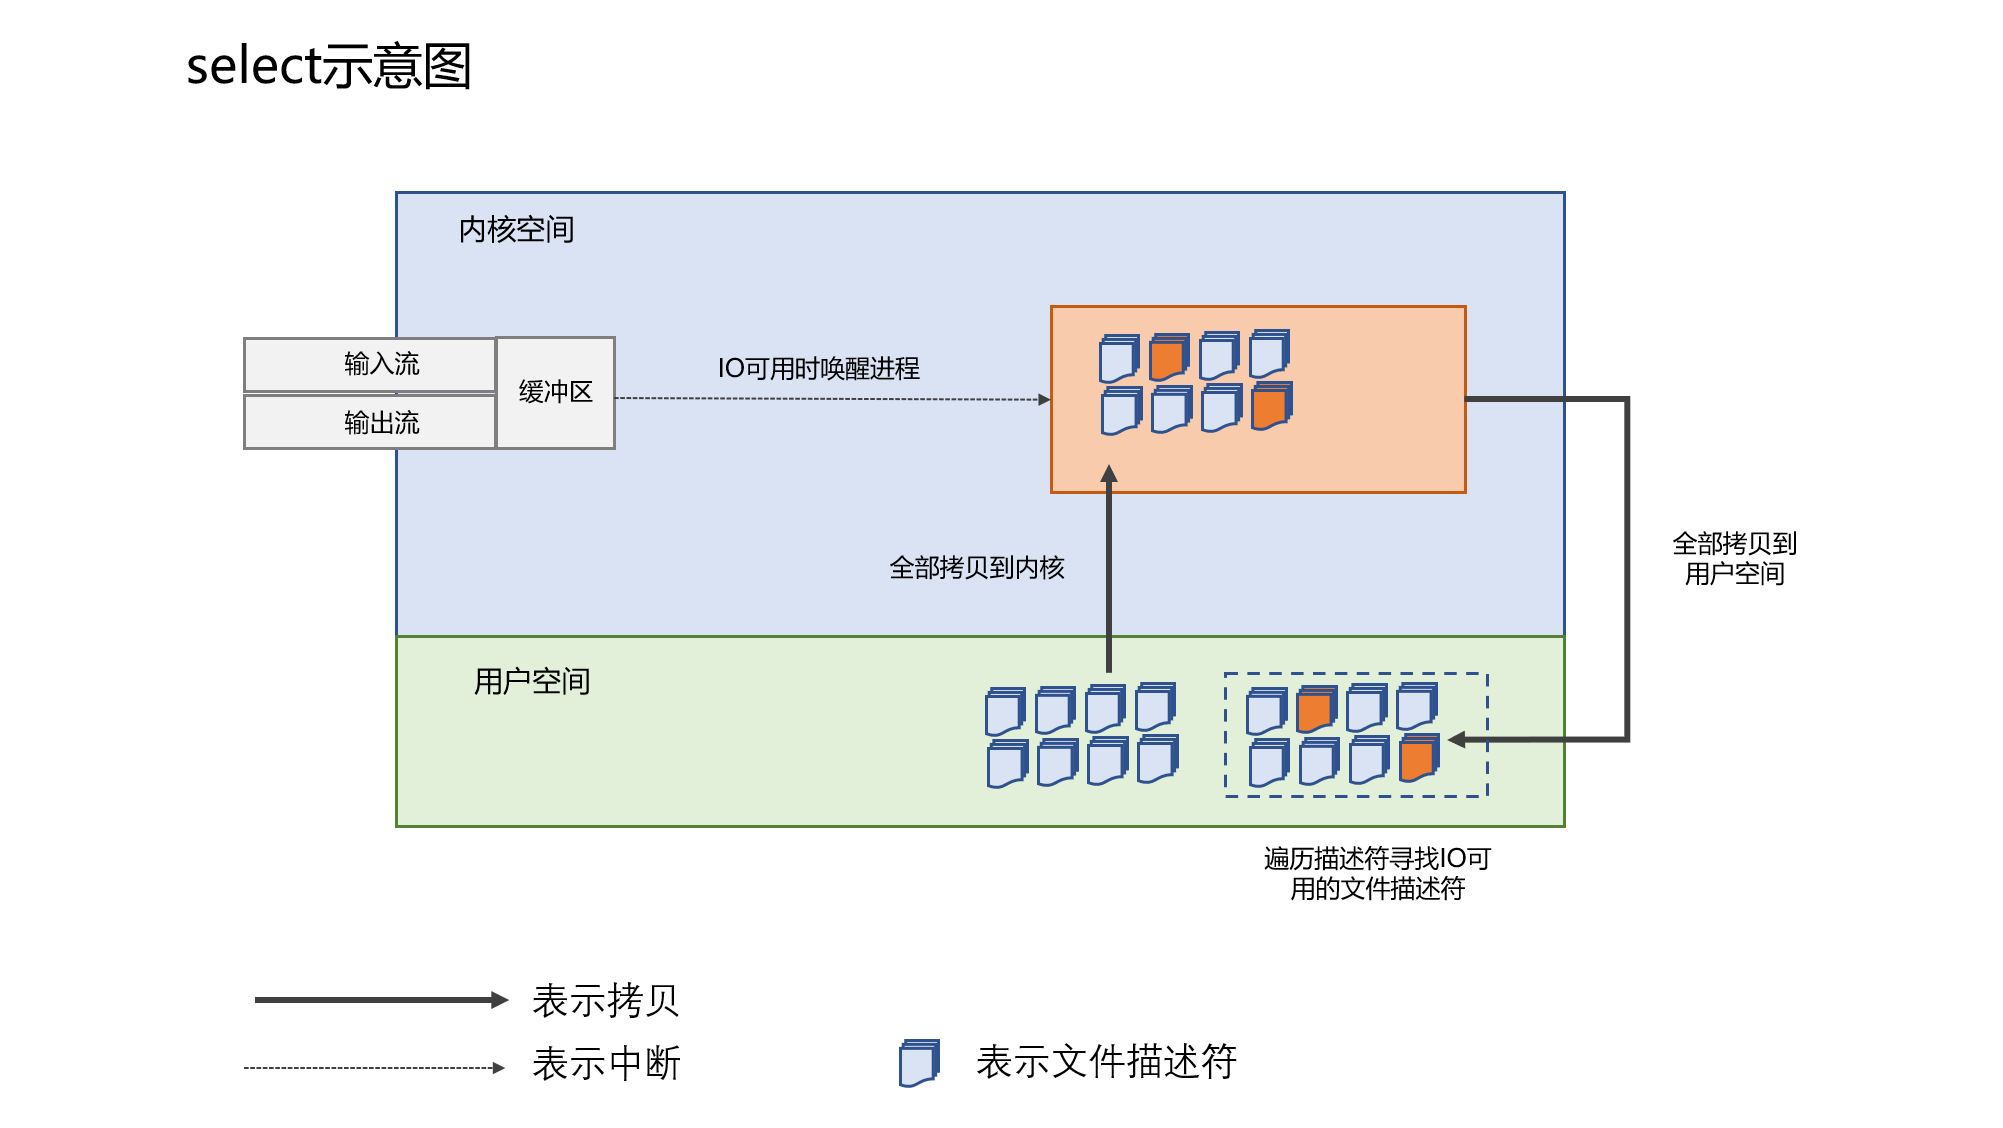 select示意图
内核空间
输入流
输出流
缓冲区
IO可用时唤醒进程
全部拷贝到内核
全部拷贝到
用户空间
用户空间
遍历描述符寻找IO可
用的文件描述符
表示拷贝
表示中断
表示文件描述符